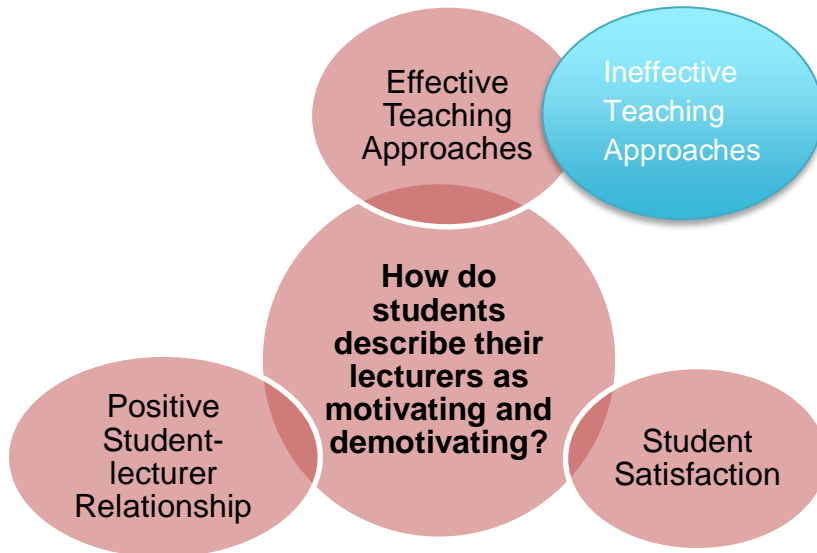 Effective
Teaching
Approaches
Ineffective
Teaching
Approaches
How do
students
describe their
lecturers as
motivating and
demotivating?
Positive
Student-
lecturer
Relationship
Student
Satisfaction